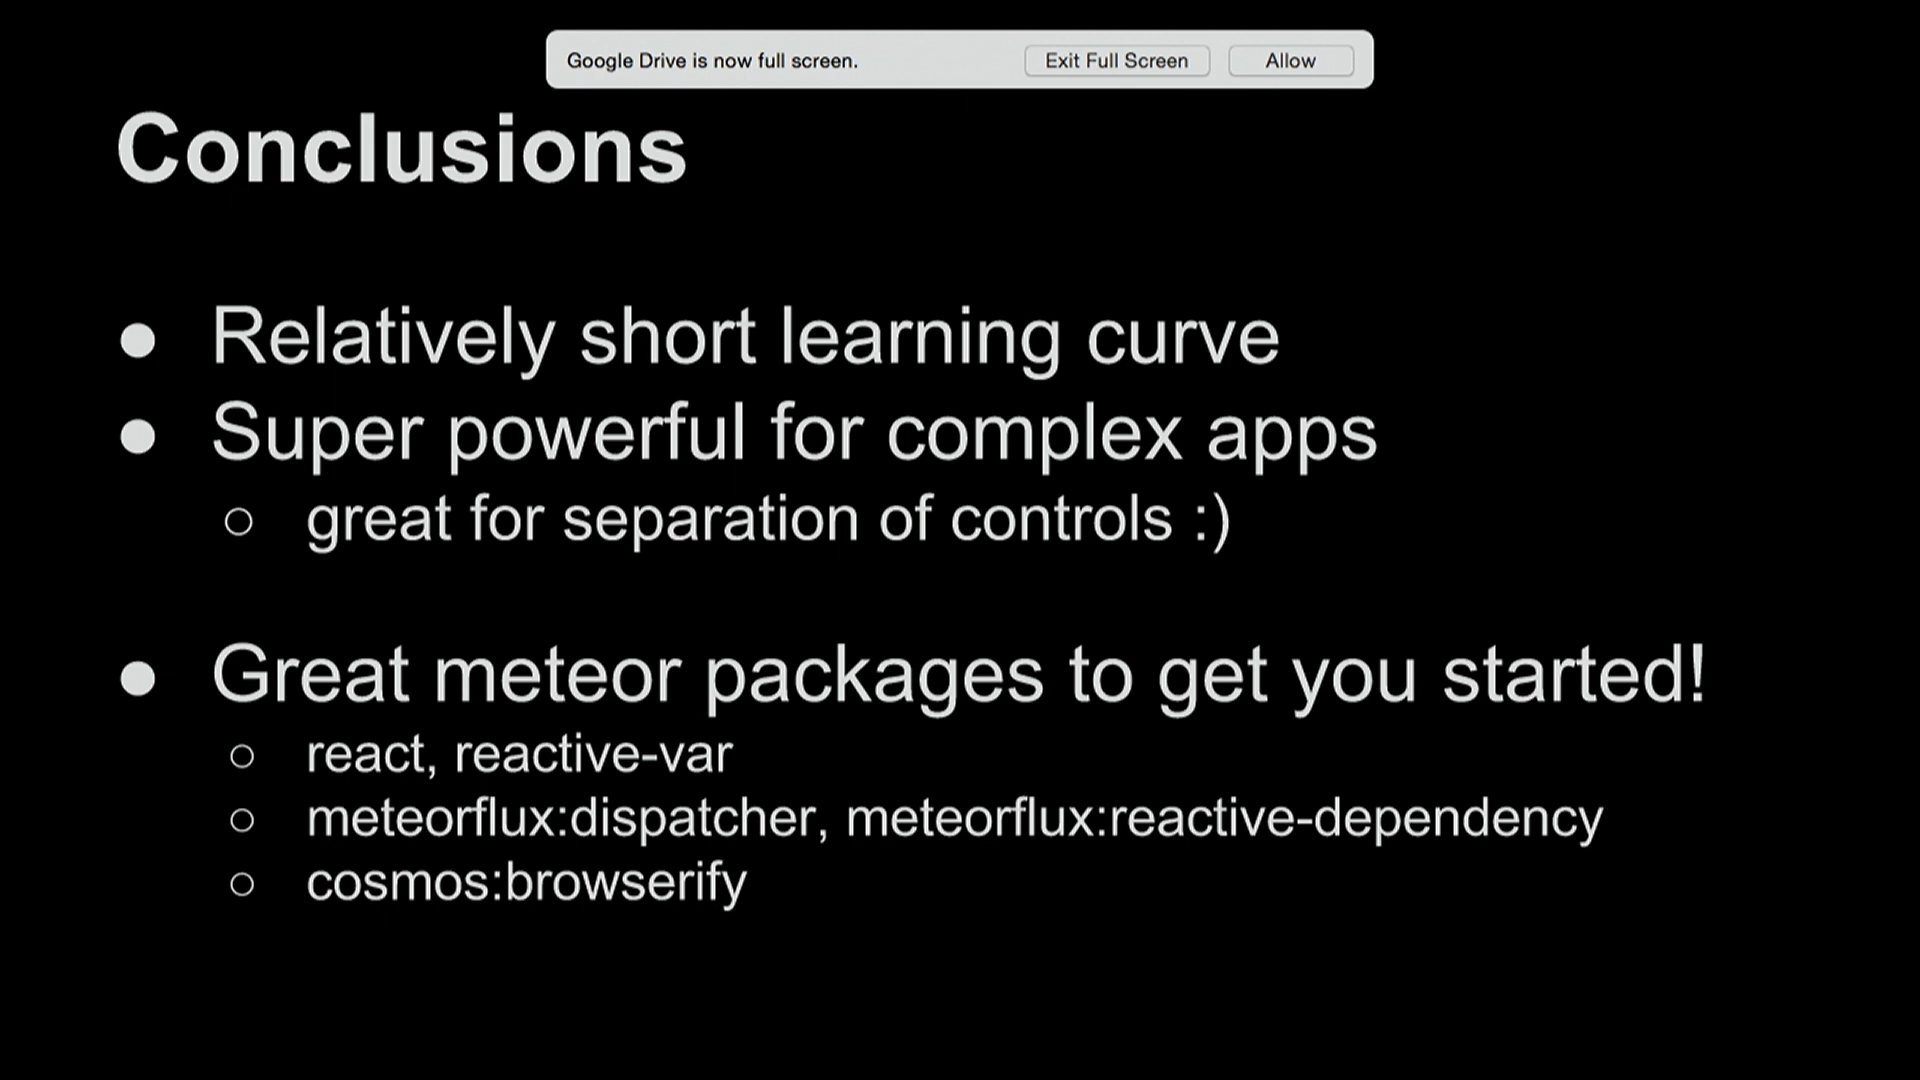 Google Drive is now full screen. Exit Full Screen Allow
Conclusions
● Relatively short learning curve
● Super powerful for complex apps
○ great for separation of controls :)
● Great meteor packages to get you started!
○ react, reactive-var
○ meteorflux:dispatcher, meteorflux:reactive-dependency
○ cosmos:browserify